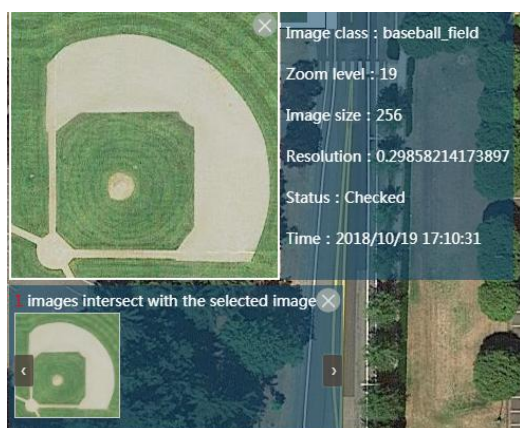 Image class : baseball_field
Zoom level : 19
Image size : 256
Resolution : 0.29858214173897
Status : Checked
Time : 2018/10/19 17:10:31
1 images intersect with the selected image